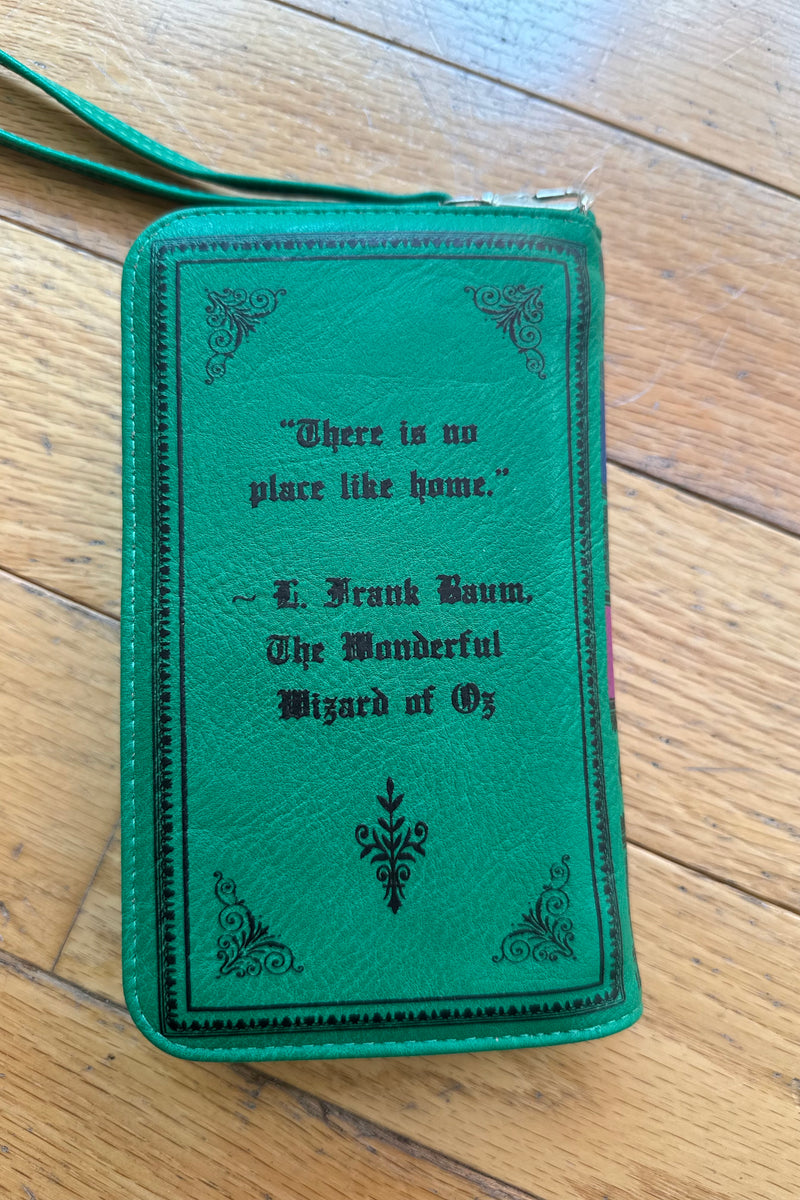 “There is no
place like home.”
~ L. Frank Baum,
The Wonderful
Wizard of Oz